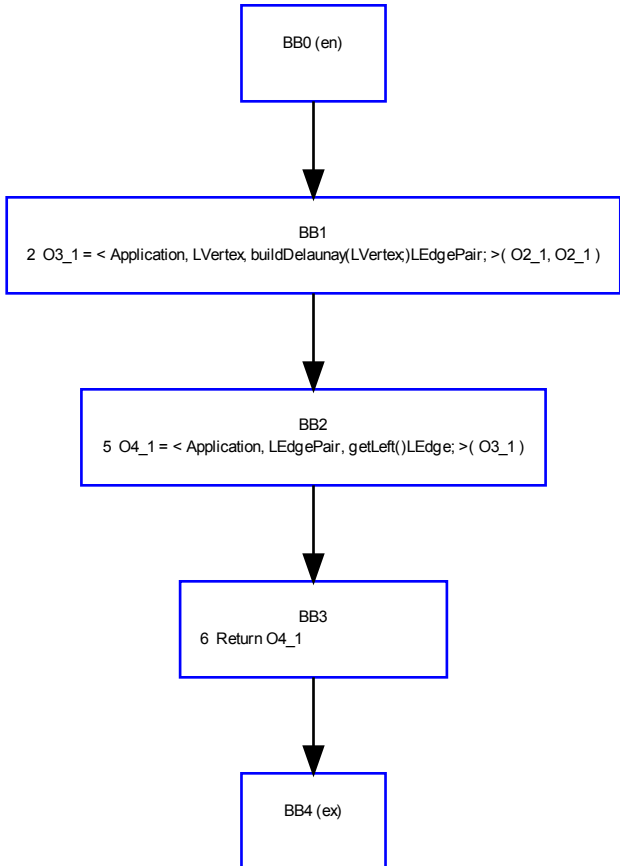 BB0 (en)
BB1
2 O3_1 = < Application, LVertex, buildDelaunay(LVertex;)LEdgePair; >( O2_1, O2_1 )
BB2
5 O4_1 = < Application, LEdgePair, getLeft()LEdge; >( O3_1 )
BB3
6 Return O4_1
BB4 (ex)